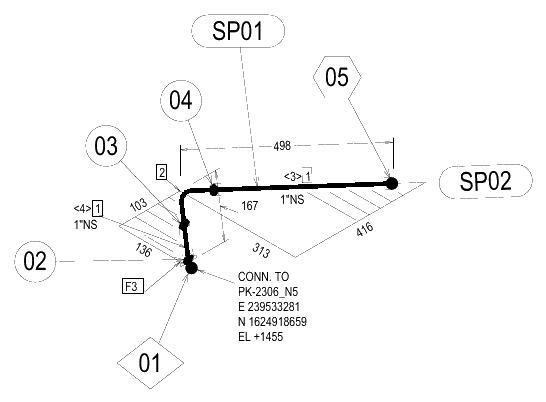 SP01
05
04
03
498
2
<3> 1
1"NS
SP02
103
<4> 1
1"NS
167
313
416
136
02
F3
CONN. TO
PK-2306_N5
E 239533281
N 1624918659
EL +1455
01